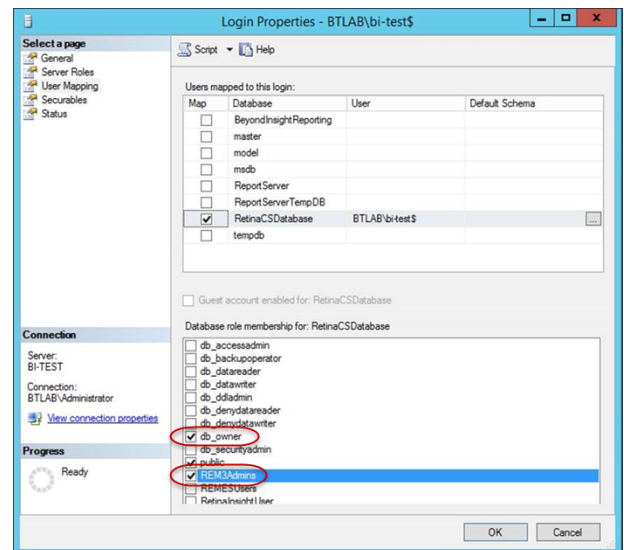 Login Properties - BTLAB\bi-test$
Select a page
General
Server Roles
User Mapping
Securables
Status
Script Help
Users mapped to this login:
Map Database User Default Schema
BeyondInsightReporting
master
model
msdb
ReportServer
ReportServerTempDB
RetinaCSDatabase BTLAB\bi-test$ ...
tempdb
Guest account enabled for: RetinaCSDatabase
Database role membership for: RetinaCSDatabase
db_accessadmin
db_backupoperator
db_datareader
db_datawriter
db_ddladmin
db_denydatareader
db_denydatawriter
db_owner
db_securityadmin
public
REM3Admins
REMESUsers
RetinaInsightUser
Connection
Server:
BI-TEST
Connection:
BTLAB\Administrator
View connection properties
Progress
Ready
OK Cancel